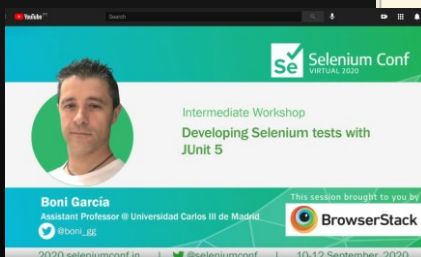 YouTube
Search
Se Selenium Conf
VIRTUAL 2020
Intermediate Workshop
Developing Selenium tests with
JUnit 5
Boni García
Assistant Professor @ Universidad Carlos III de Madrid
@boni_gg
This session brought to you by
BrowserStack
2020.seleniumconf.in | @seleniumconf | 10-12 September, 2020